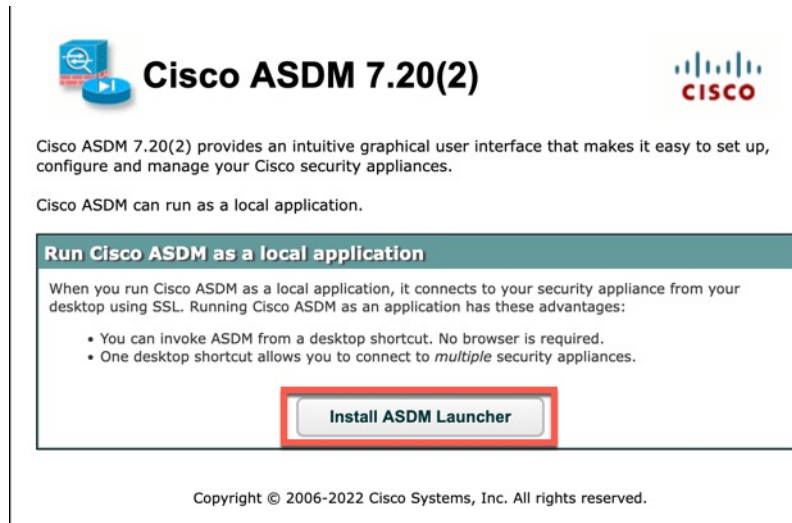 Cisco ASDM 7.20(2)
CISCO
Cisco ASDM 7.20(2) provides an intuitive graphical user interface that makes it easy to set up,
configure and manage your Cisco security appliances.
Cisco ASDM can run as a local application.
Run Cisco ASDM as a local application
When you run Cisco ASDM as a local application, it connects to your security appliance from your
desktop using SSL. Running Cisco ASDM as an application has these advantages:
• You can invoke ASDM from a desktop shortcut. No browser is required.
• One desktop shortcut allows you to connect to multiple security appliances.
Install ASDM Launcher
Copyright © 2006-2022 Cisco Systems, Inc. All rights reserved.